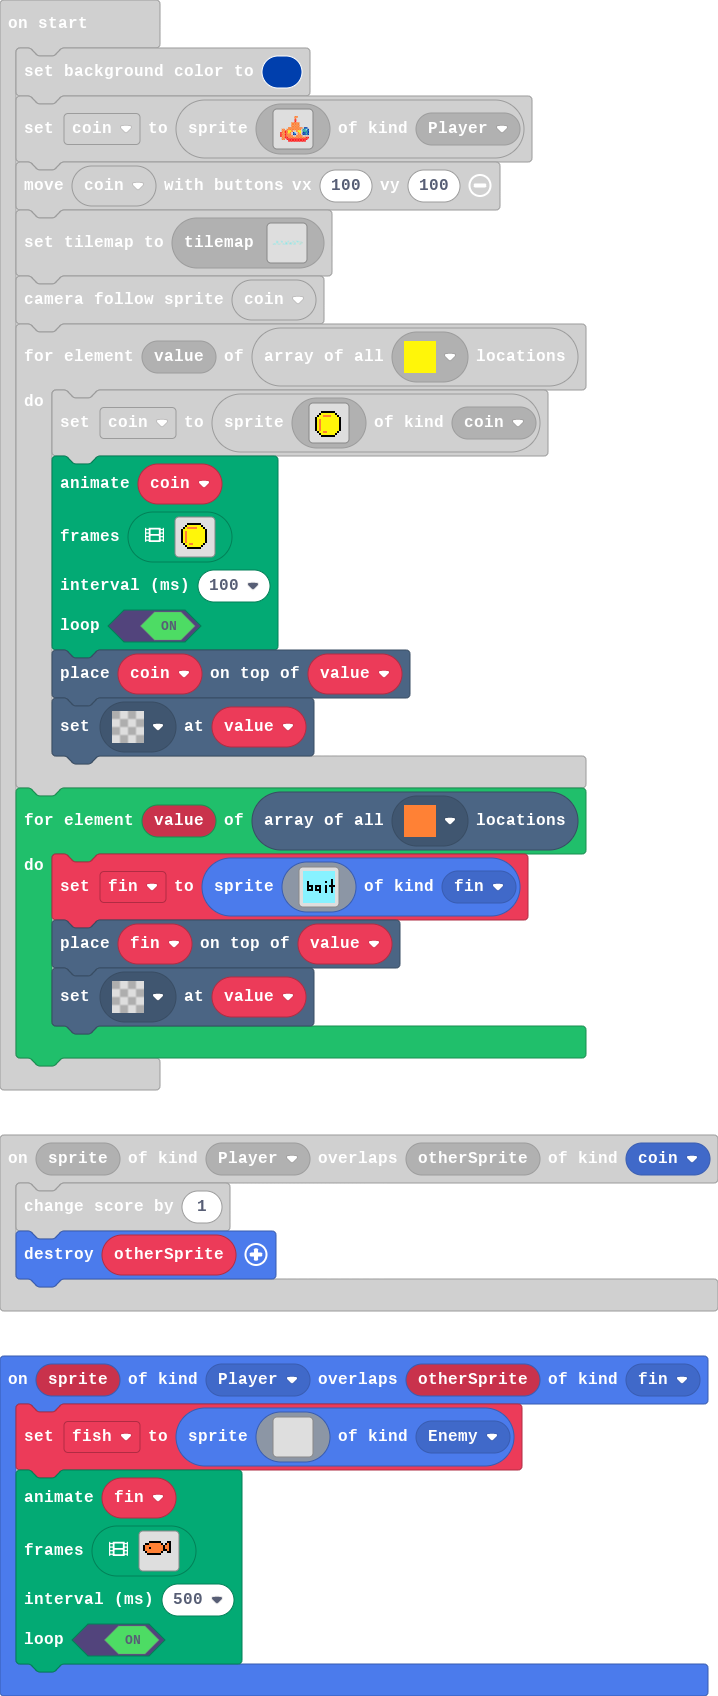 on start
set background color to
set coin to sprite of kind Player
move coin with buttons vx 100 vy 100
set tilemap to tilemap
camera follow sprite coin
for element value of array of all locations
do
set coin to sprite of kind coin
animate coin
frames
interval (ms) 100
loop ON
place coin on top of value
set at value
for element value of array of all locations
do
set fin to sprite bait of kind fin
place fin on top of value
set at value
on sprite of kind Player overlaps otherSprite of kind coin
change score by 1
destroy otherSprite
on sprite of kind Player overlaps otherSprite of kind fin
set fish to sprite of kind Enemy
animate fin
frames
interval (ms) 500
loop ON